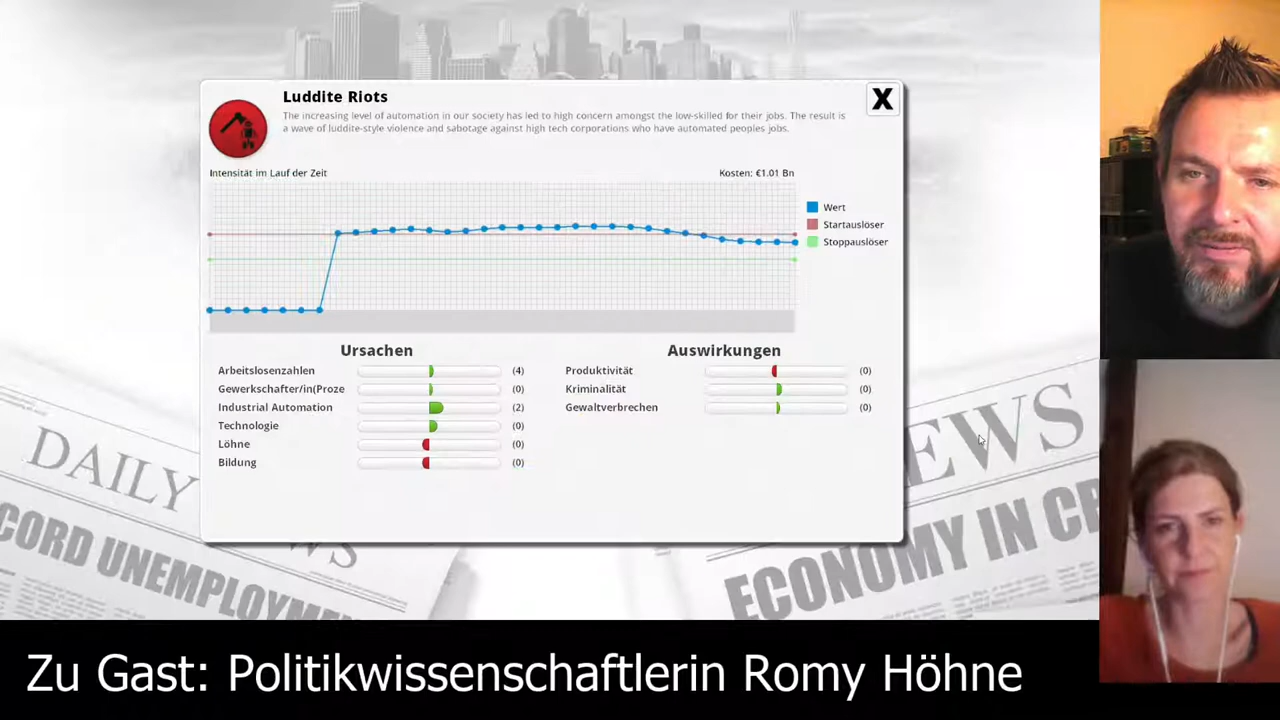 Luddite Riots
X
The increasing level of automation in our society has led to high concern amongst the low-skilled for their jobs. The result is
a wave of luddite-style violence and sabotage against high tech corporations who have automated peoples jobs.
Intensität im Lauf der Zeit
Kosten: €1.01 Bn
Wert
Startauslöser
Stoppauslöser
Ursachen
Arbeitslosenzahlen (4)
Gewerkschafter/in(Proze (0)
Industrial Automation (2)
Technologie (0)
Löhne (0)
Bildung (0)
Auswirkungen
Produktivität (0)
Kriminalität (0)
Gewaltverbrechen (0)
DAILY
CORD UNEMPLOYME
EWS
ECONOMY IN CR
Zu Gast: Politikwissenschaftlerin Romy Höhne